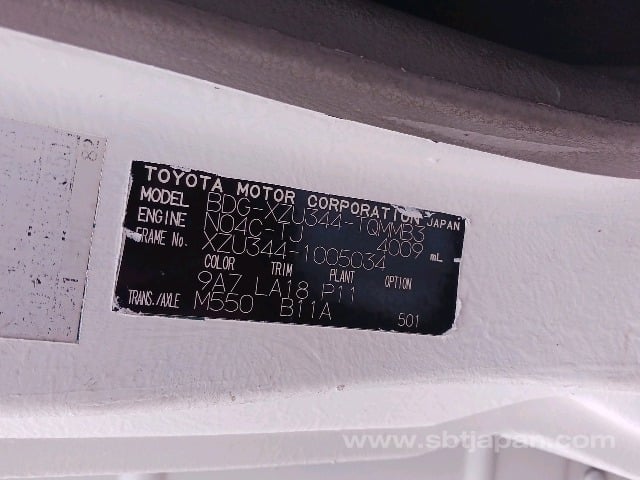 TOYOTA MOTOR CORPORATION JAPAN
MODEL BDG-XZU344-TQMMB3
ENGINE N04C-TJ 4009 mL
FRAME No. XZU344-1005034
COLOR TRIM PLANT OPTION
9A7 LA18 P11
TRANS./AXLE M550 B11A 501
www.sbtjapan.com